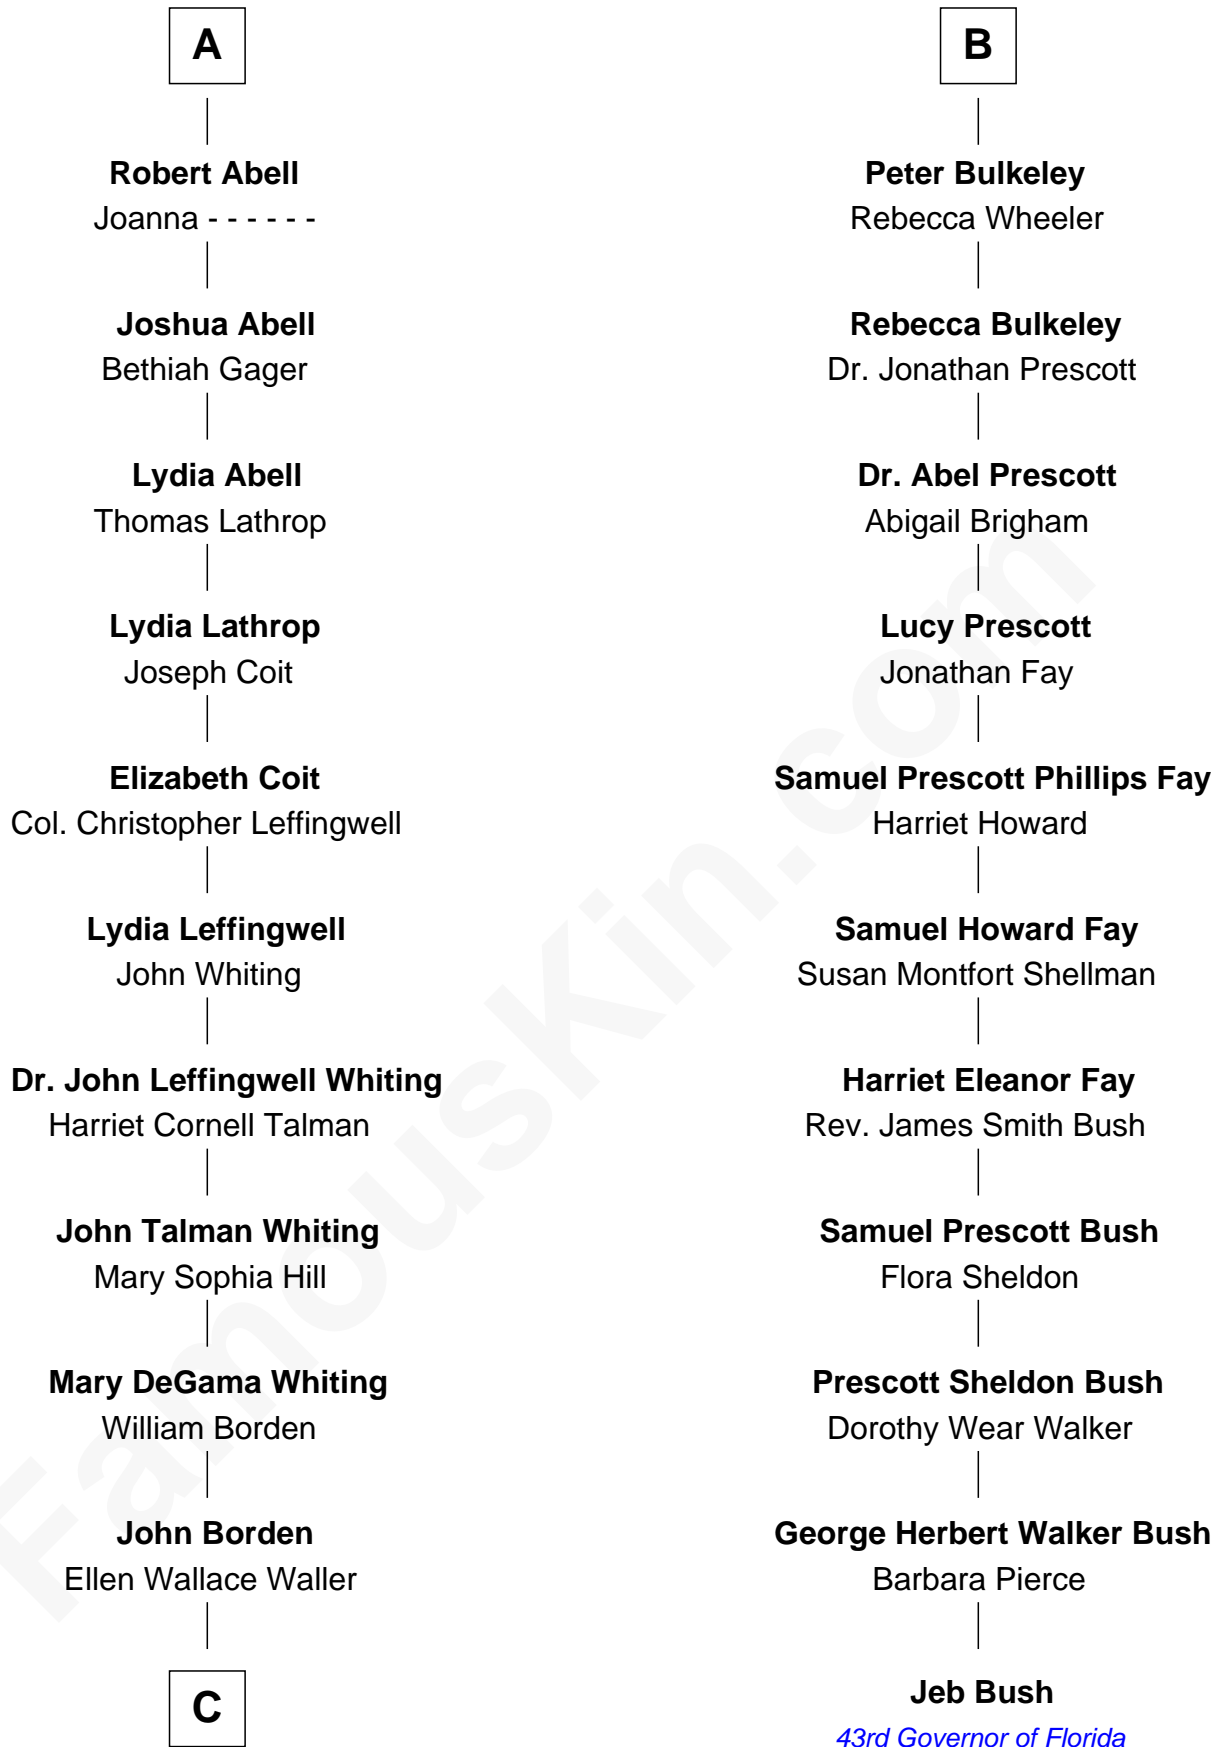 A
Robert Abell
Joanna - - - - - -
Joshua Abell
Bethiah Gager
Lydia Abell
Thomas Lathrop
Lydia Lathrop
Joseph Coit
Elizabeth Coit
Col. Christopher Leffingwell
Lydia Leffingwell
John Whiting
Dr. John Leffingwell Whiting
Harriet Cornell Talman
John Talman Whiting
Mary Sophia Hill
Mary DeGama Whiting
William Borden
John Borden
Ellen Wallace Waller
C
B
Peter Bulkeley
Rebecca Wheeler
Rebecca Bulkeley
Dr. Jonathan Prescott
Dr. Abel Prescott
Abigail Brigham
Lucy Prescott
Jonathan Fay
Samuel Prescott Phillips Fay
Harriet Howard
Samuel Howard Fay
Susan Montfort Shellman
Harriet Eleanor Fay
Rev. James Smith Bush
Samuel Prescott Bush
Flora Sheldon
Prescott Sheldon Bush
Dorothy Wear Walker
George Herbert Walker Bush
Barbara Pierce
Jeb Bush
43rd Governor of Florida
FamousKin.com